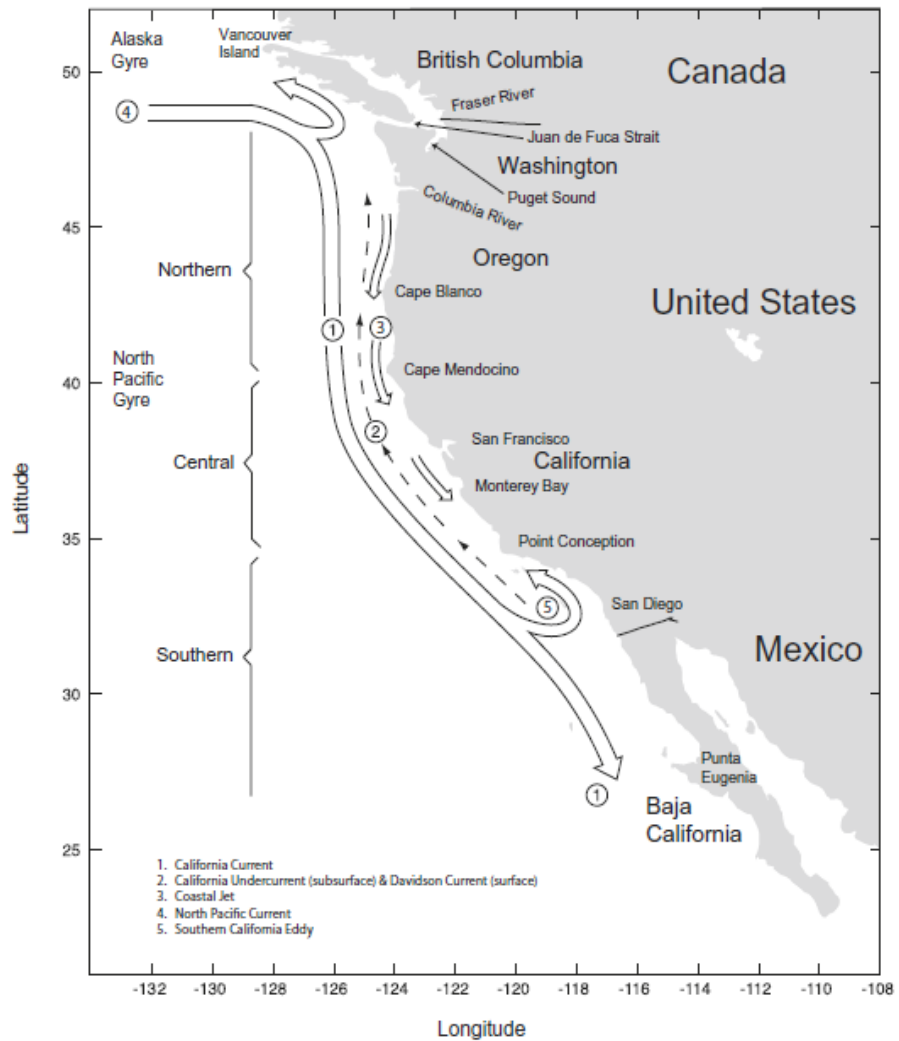 Alaska
Gyre
Vancouver
Island
British Columbia
Canada
50
4
Fraser River
Juan de Fuca Strait
Washington
Puget Sound
Columbia River
45
Oregon
Northern
Cape Blanco
United States
1
3
North
Pacific
Gyre
40
Cape Mendocino
2
San Francisco
California
Central
Monterey Bay
Latitude
35
Point Conception
5
San Diego
Southern
Mexico
30
Punta
Eugenia
1
Baja
California
25
1. California Current
2. California Undercurrent (subsurface) & Davidson Current (surface)
3. Coastal Jet
4. North Pacific Current
5. Southern California Eddy
-132 -130 -128 -126 -124 -122 -120 -118 -116 -114 -112 -110 -108
Longitude